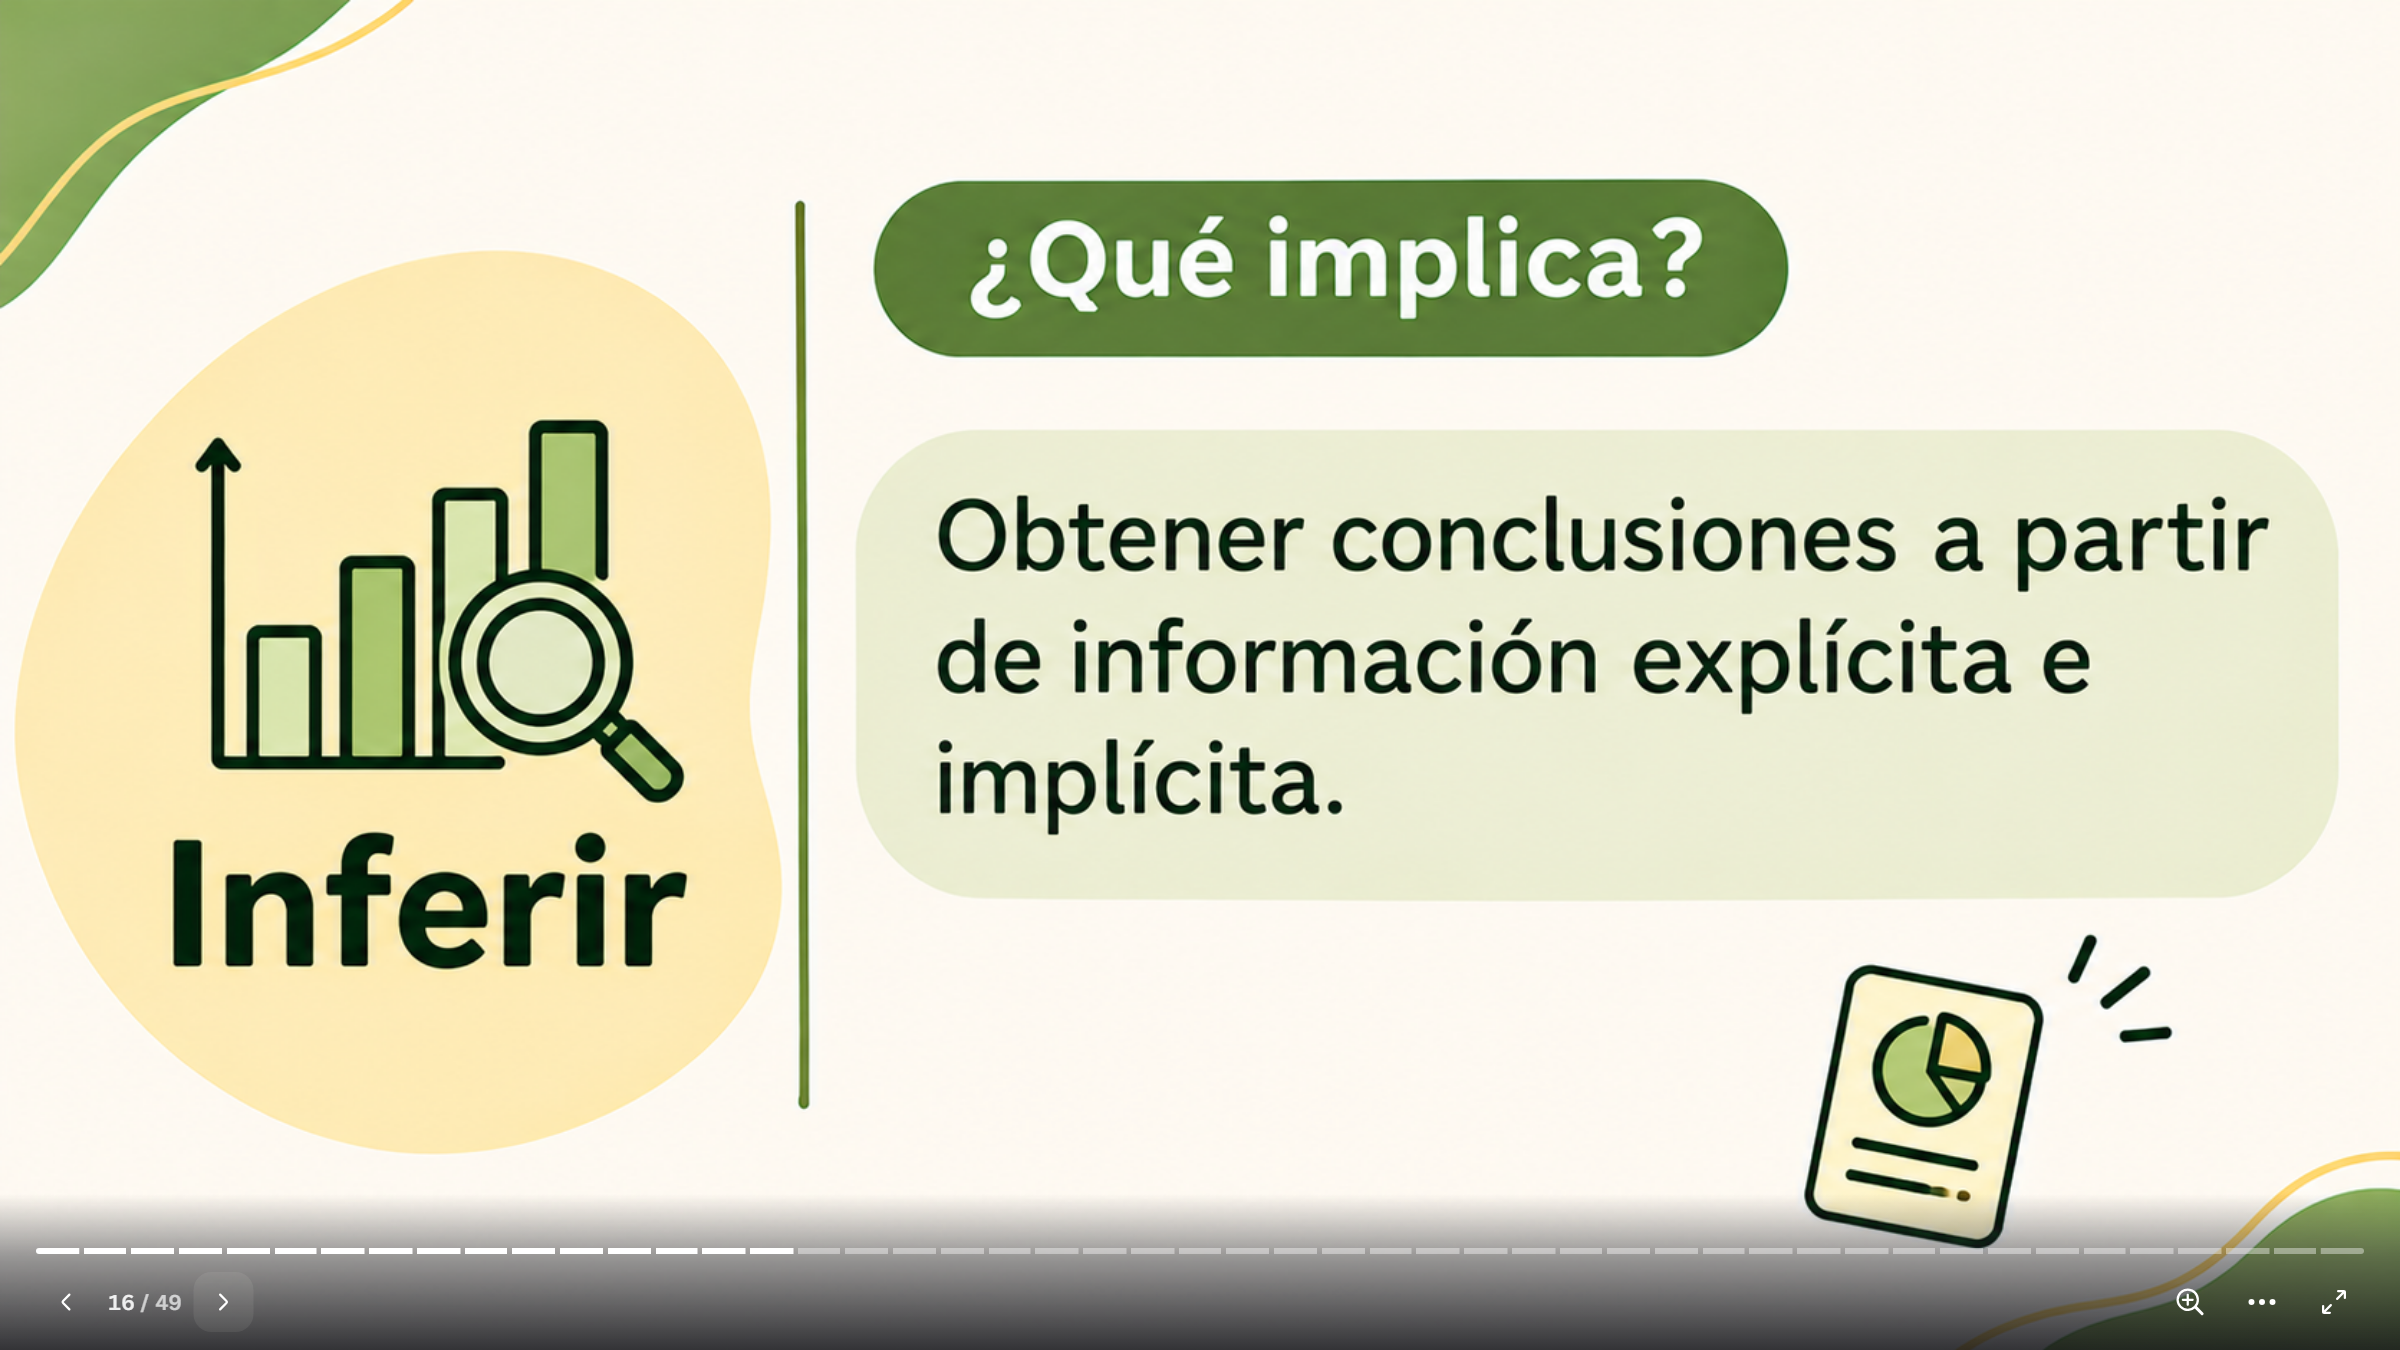 ¿Qué implica?
Obtener conclusiones a partir
de información explícita e
implícita.
Inferir
16 / 49